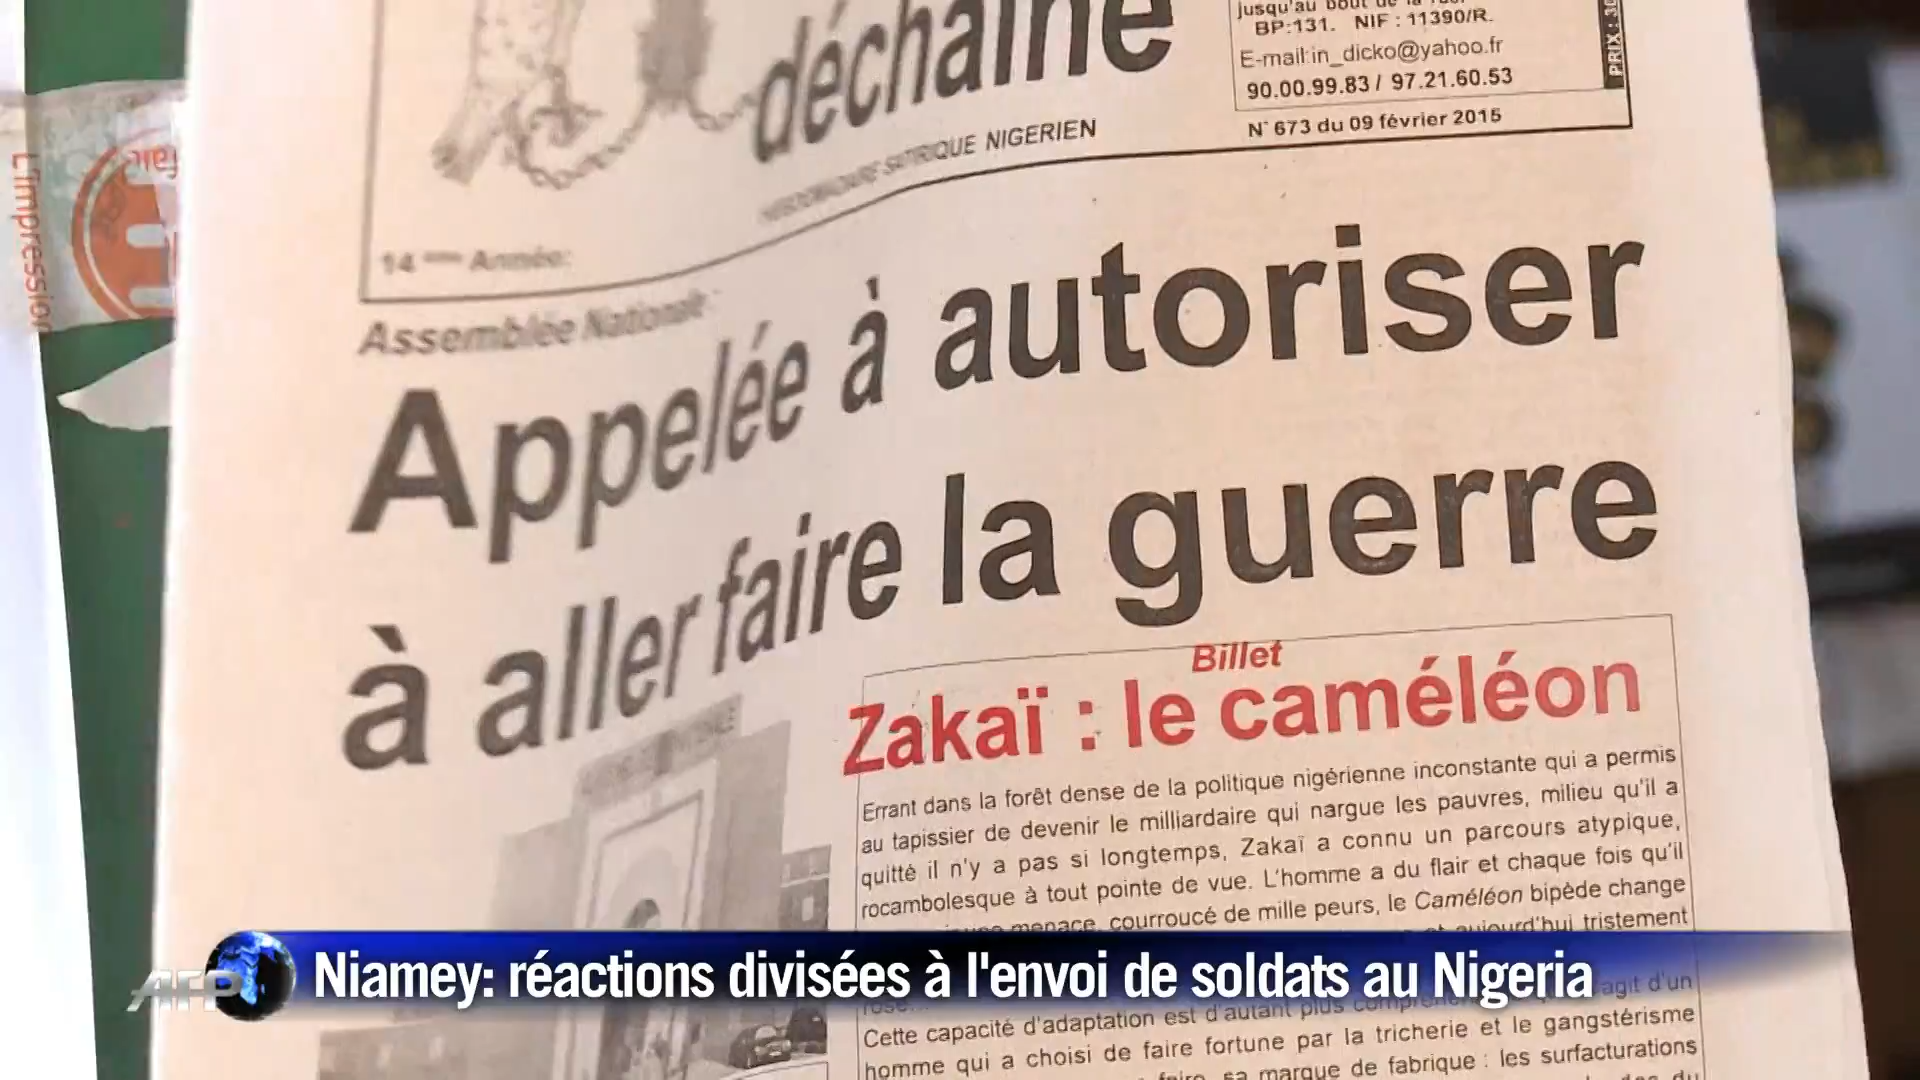 déchaîné
jusqu'au bout de la
BP:131. NIF : 11390/R.
E-mail:in_dicko@yahoo.fr
90.00.99.83 / 97.21.60.53
N° 673 du 09 février 2015
PRIX : 30
HEBDOMADAIRE SATIRIQUE NIGERIEN
14 ème Année:
L'impression
Assemblée Nationale :
Appelée à autoriser
à aller faire la guerre
Billet
Zakaï : le caméléon
Errant dans la forêt dense de la politique nigérienne inconstante qui a permis
au tapissier de devenir le milliardaire qui nargue les pauvres, milieu qu'il a
quitté il n'y a pas si longtemps, Zakaï a connu un parcours atypique,
rocambolesque à tout pointe de vue. L'homme a du flair et chaque fois qu'il
menace, courroucé de mille peurs, le Caméléon bipède change
aujourd'hui tristement
AFP
Niamey: réactions divisées à l'envoi de soldats au Nigeria
agit d'un
Cette capacité d'adaptation est d'autant plus
homme qui a choisi de faire fortune par la tricherie et le gangstérisme
faire, sa marque de fabrique : les surfacturations